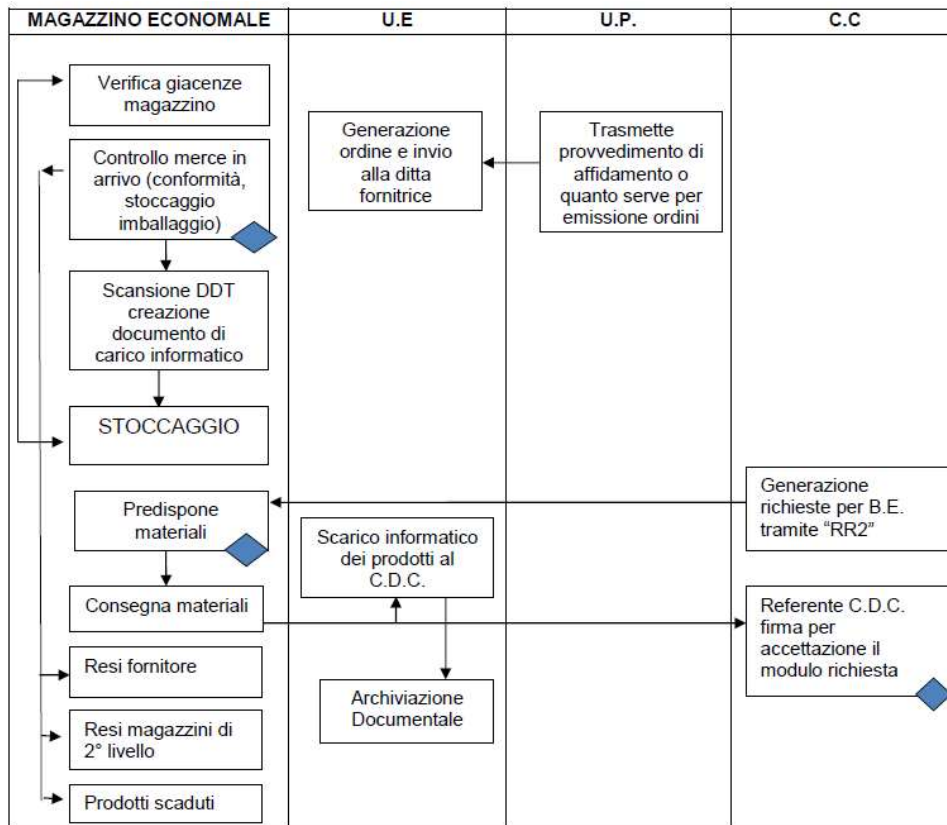 MAGAZZINO ECONOMALE
U.E
U.P.
C.C
Verifica giacenze
magazzino
Controllo merce in
arrivo (conformità,
stoccaggio
imballaggio)
Generazione
ordine e invio
alla ditta
fornitrice
Trasmette
provvedimento di
affidamento o
quanto serve per
emissione ordini
Scansione DDT
creazione
documento di
carico informatico
STOCCAGGIO
Predispone
materiali
Generazione
richieste per B.E.
tramite “RR2”
Scarico informatico
dei prodotti al
C.D.C.
Consegna materiali
Referente C.D.C.
firma per
accettazione il
modulo richiesta
Resi fornitore
Archiviazione
Documentale
Resi magazzini di
2° livello
Prodotti scaduti